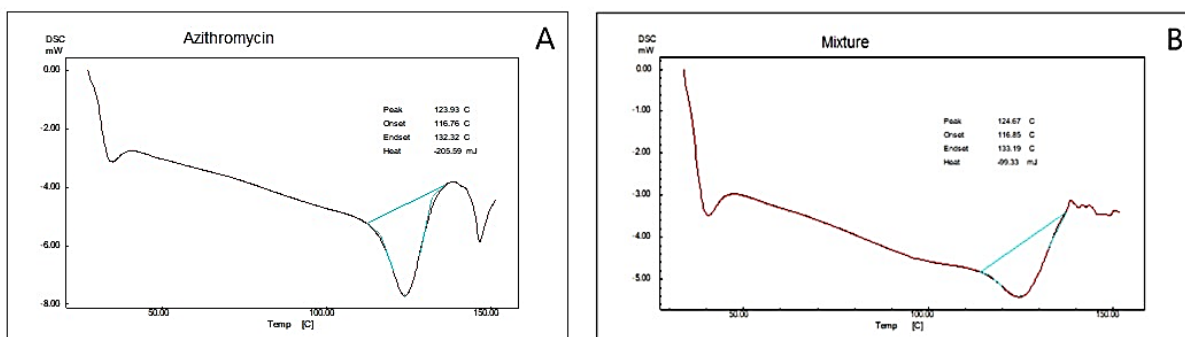 DSC
mW
Azithromycin
A
0.00
-2.00
-4.00
-6.00
-8.00
Peak 123.93 C
Onset 116.76 C
Endset 132.32 C
Heat -205.59 mJ
50.00
100.00
150.00
Temp [C]
DSC
mW
Mixture
B
0.00
-1.00
-2.00
-3.00
-4.00
-5.00
Peak 124.67 C
Onset 116.85 C
Endset 133.19 C
Heat -99.33 mJ
50.00
100.00
150.00
Temp [C]